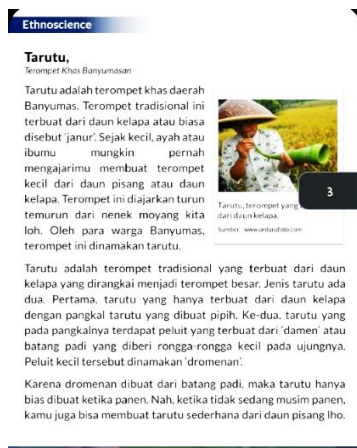 Ethnoscience
Tarutu,
Terompet Khas Banyumasan
Tarutu adalah terompet khas daerah
Banyumas. Terompet tradisional ini
terbuat dari daun kelapa atau biasa
disebut 'janur'. Sejak kecil, ayah atau
ibumu mungkin pernah
mengajarimu membuat terompet
kecil dari daun pisang atau daun
kelapa. Terompet ini diajarkan turun
temurun dari nenek moyang kita
loh. Oleh para warga Banyumas,
terompet ini dinamakan tarutu.
3
Tarutu, terompet yang
dari daun kelapa.
Sumber : www.antarafoto.com
Tarutu adalah terompet tradisional yang terbuat dari daun
kelapa yang dirangkai menjadi terompet besar. Jenis tarutu ada
dua. Pertama, tarutu yang hanya terbuat dari daun kelapa
dengan pangkal tarutu yang dibuat pipih. Ke-dua, tarutu yang
pada pangkalnya terdapat peluit yang terbuat dari 'damen' atau
batang padi yang diberi rongga-rongga kecil pada ujungnya.
Peluit kecil tersebut dinamakan 'dromenan'.
Karena dromenan dibuat dari batang padi, maka tarutu hanya
bias dibuat ketika panen. Nah, ketika tidak sedang musim panen,
kamu juga bisa membuat tarutu sederhana dari daun pisang lho.